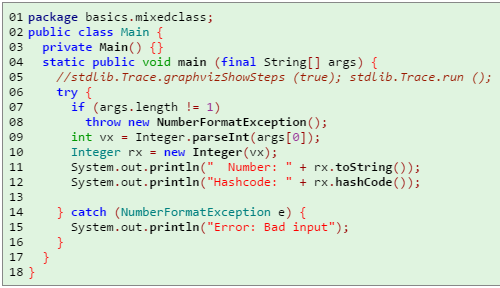 01 package basics.mixedclass;
02 public class Main {
03   private Main() {}
04   static public void main (final String[] args) {
05     //stdlib.Trace.graphvizShowSteps (true); stdlib.Trace.run ();
06     try {
07       if (args.length != 1)
08         throw new NumberFormatException();
09       int vx = Integer.parseInt(args[0]);
10       Integer rx = new Integer(vx);
11       System.out.println("  Number: " + rx.toString());
12       System.out.println("Hashcode: " + rx.hashCode());
13
14     } catch (NumberFormatException e) {
15       System.out.println("Error: Bad input");
16     }
17   }
18 }